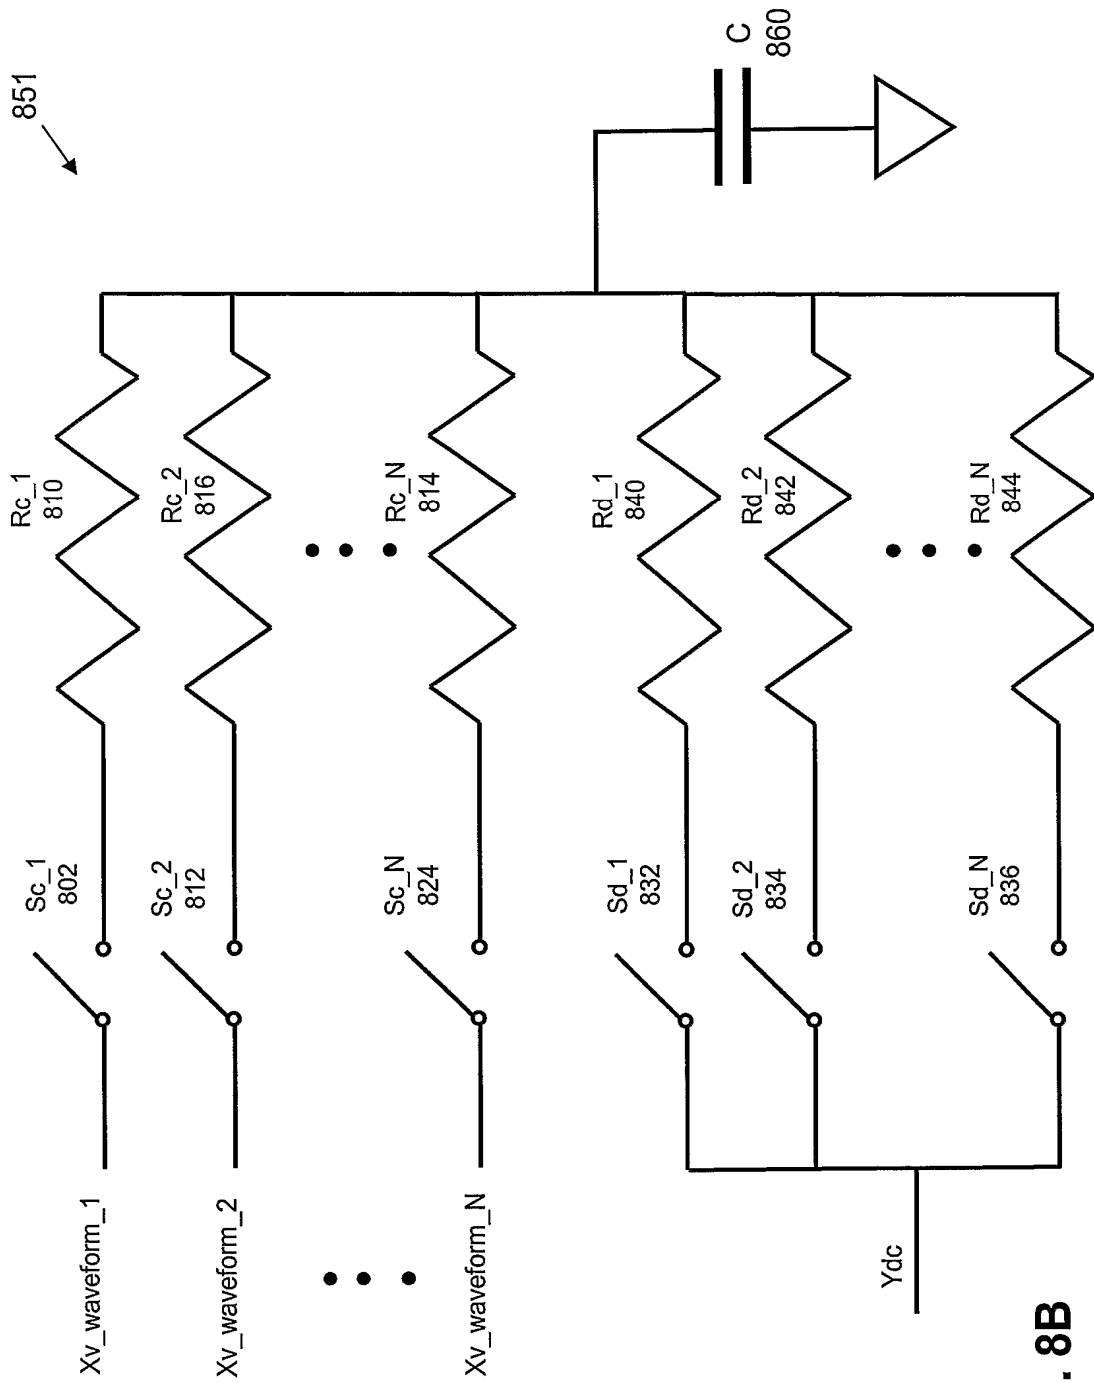 851
C
860
Rc_1
810
Rc_2
816
Rc_N
814
Rd_1
840
Rd_2
842
Rd_N
844
Sc_1
802
Sc_2
812
Sc_N
824
Sd_1
832
Sd_2
834
Sd_N
836
Xv_waveform_1
Xv_waveform_2
Xv_waveform_N
Ydc
. 8B